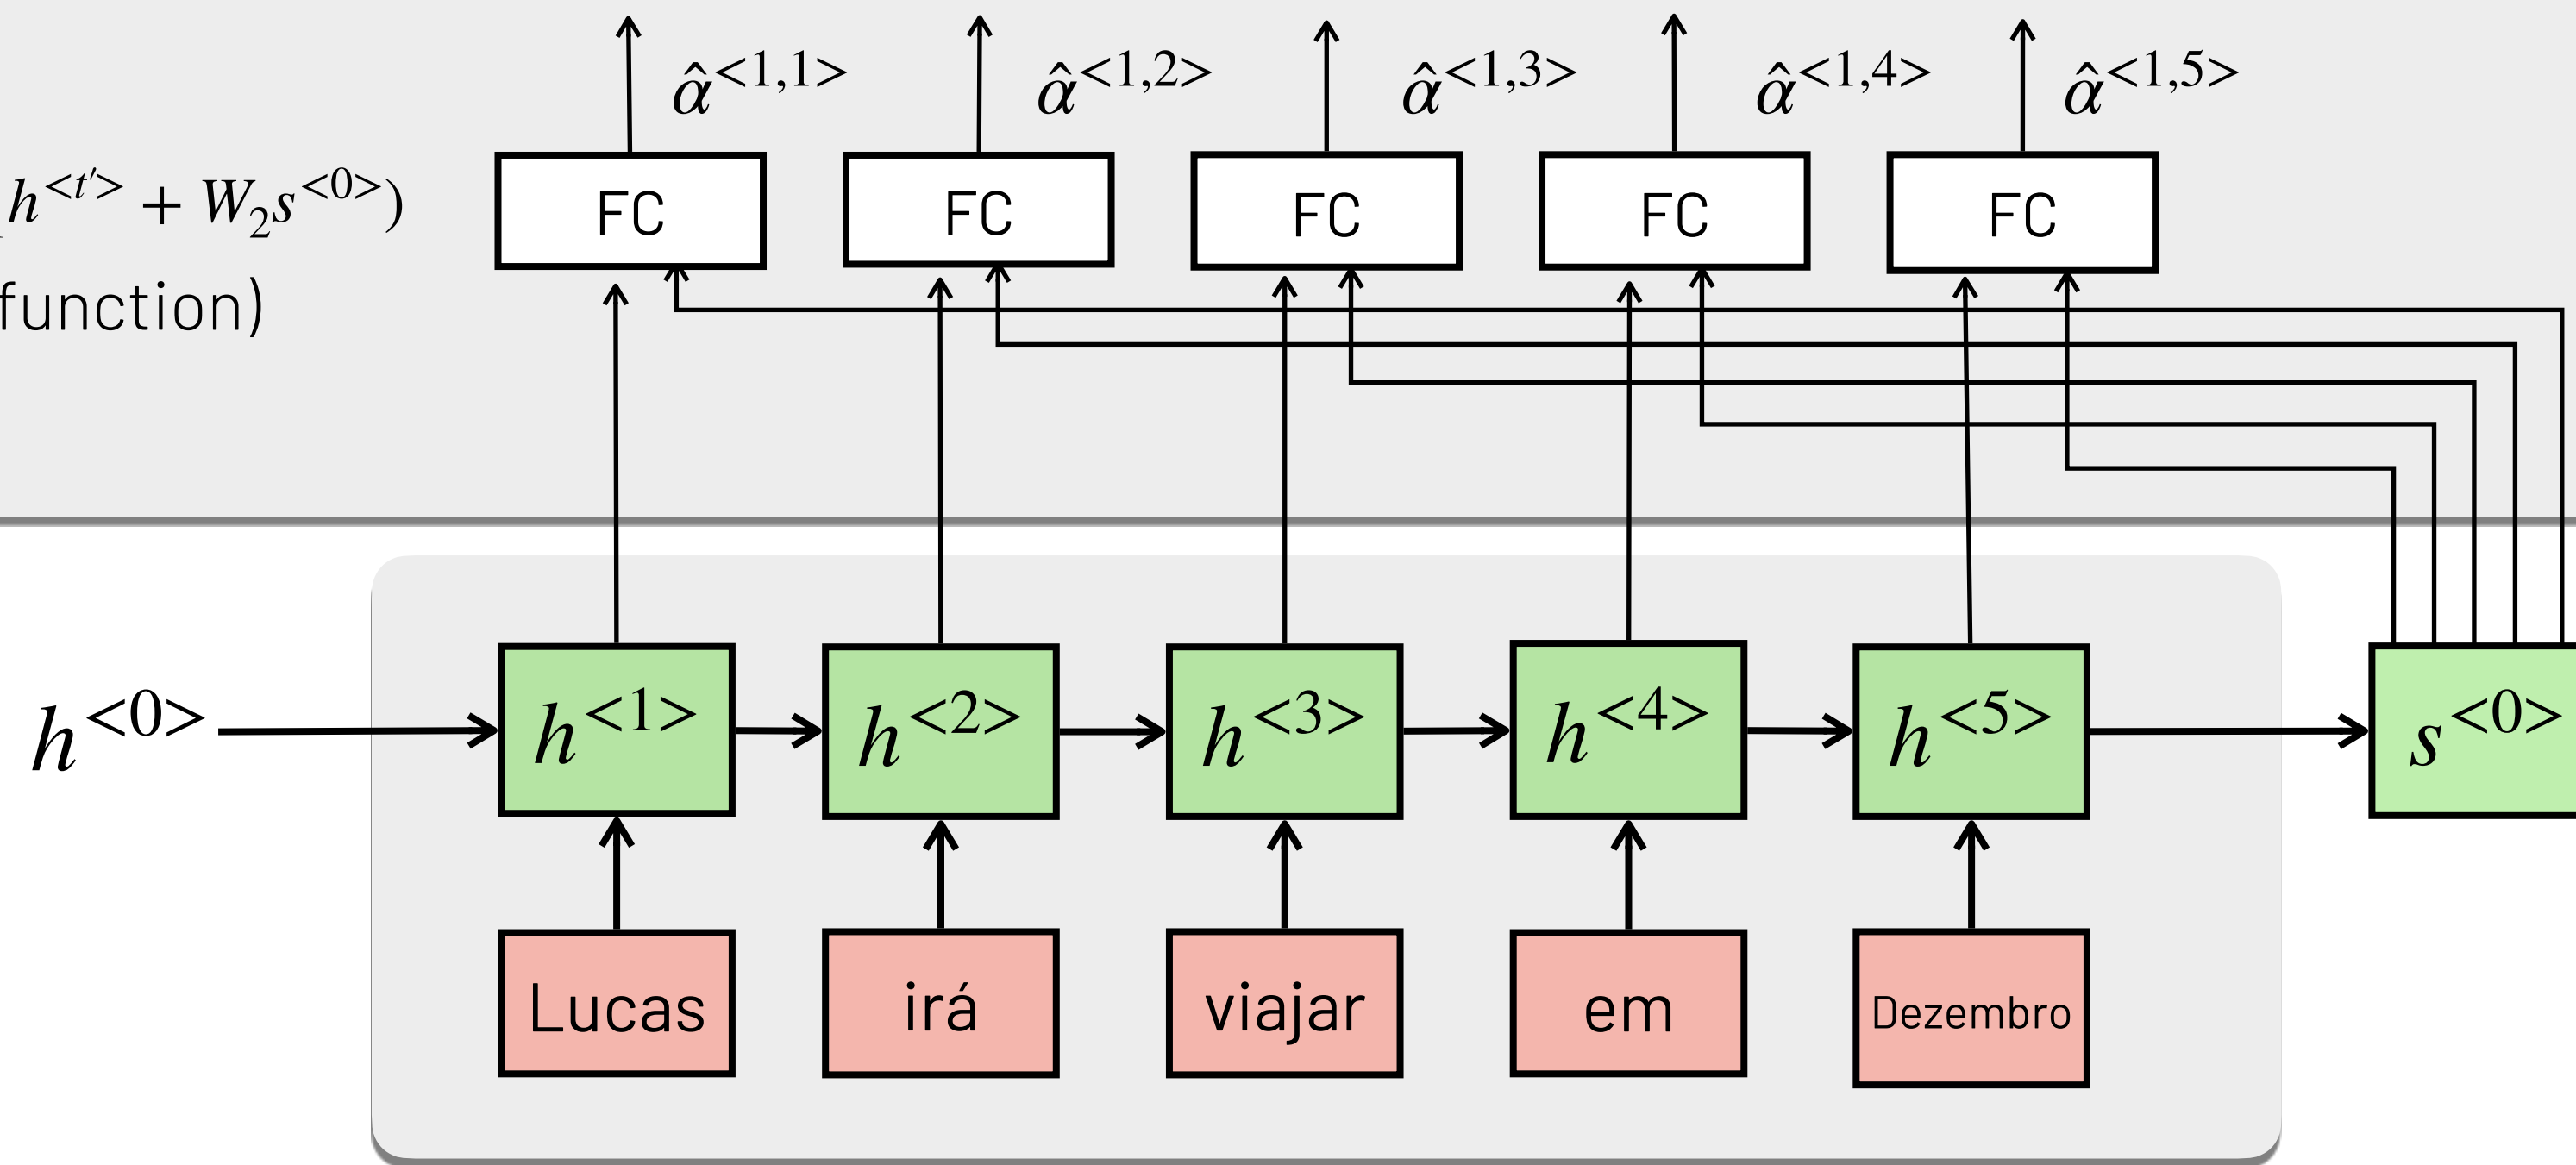 α̂<1,1> α̂<1,2> α̂<1,3> α̂<1,4> α̂<1,5>
h<t′> + W₂s<0>)
FC FC FC FC FC
function)
h<0> h<1> h<2> h<3> h<4> h<5> s<0>
Lucas irá viajar em Dezembro